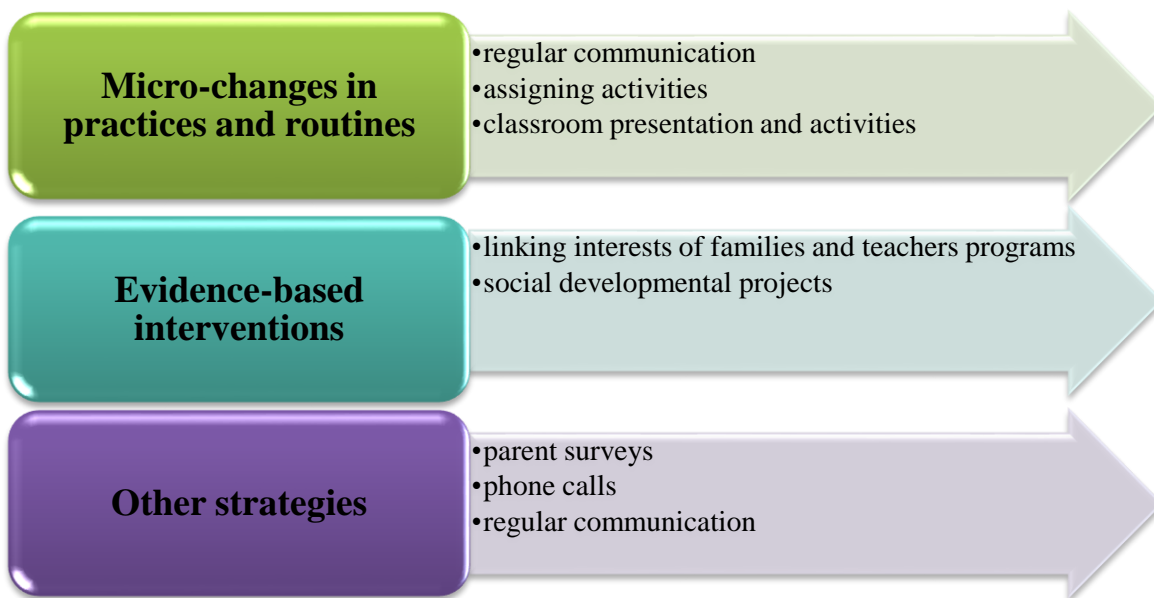 Micro-changes in
practices and routines
•regular communication
•assigning activities
•classroom presentation and activities
Evidence-based
interventions
•linking interests of families and teachers programs
•social developmental projects
Other strategies
•parent surveys
•phone calls
•regular communication